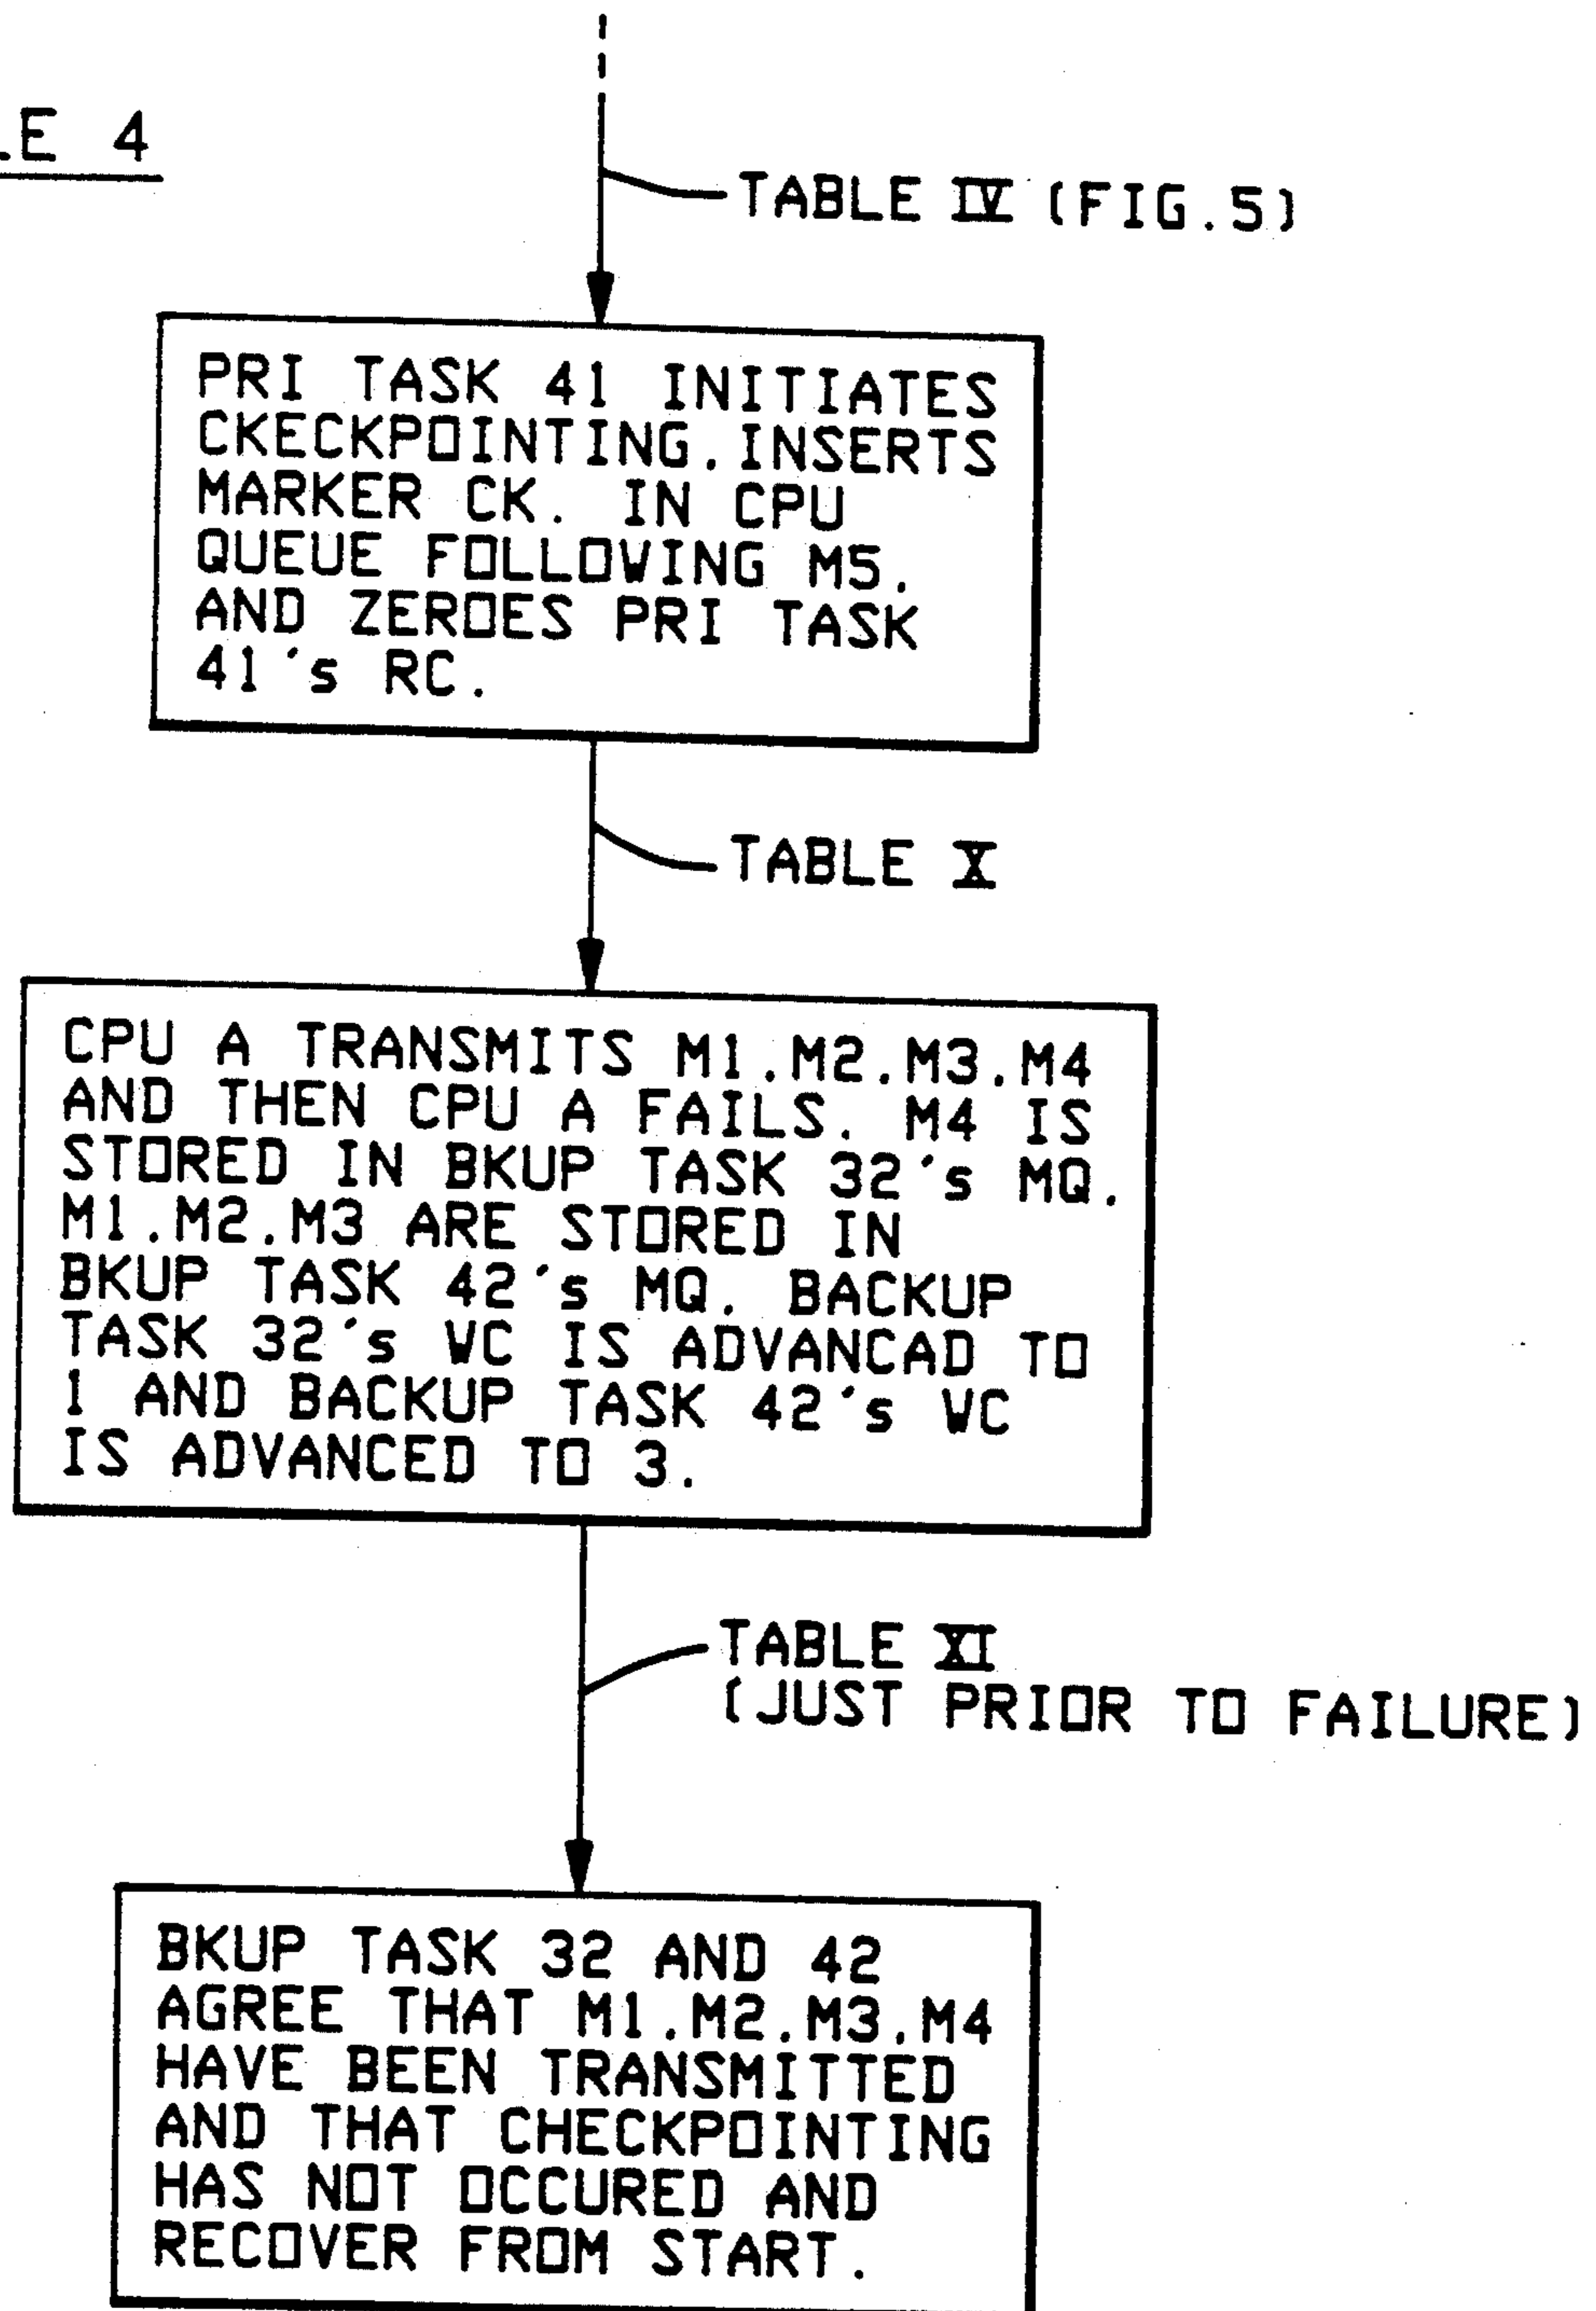 LE 4
TABLE IV (FIG.5)
PRI TASK 41 INITIATES
CKECKPOINTING.INSERTS
MARKER CK. IN CPU
QUEUE FOLLOWING M5.
AND ZEROES PRI TASK
41's RC.
TABLE X
CPU A TRANSMITS M1.M2.M3.M4
AND THEN CPU A FAILS. M4 IS
STORED IN BKUP TASK 32's MQ.
M1.M2.M3 ARE STORED IN
BKUP TASK 42's MQ. BACKUP
TASK 32's WC IS ADVANCAD TO
1 AND BACKUP TASK 42's WC
IS ADVANCED TO 3.
TABLE XI
(JUST PRIOR TO FAILURE)
BKUP TASK 32 AND 42
AGREE THAT M1.M2.M3.M4
HAVE BEEN TRANSMITTED
AND THAT CHECKPOINTING
HAS NOT OCCURED AND
RECOVER FROM START.